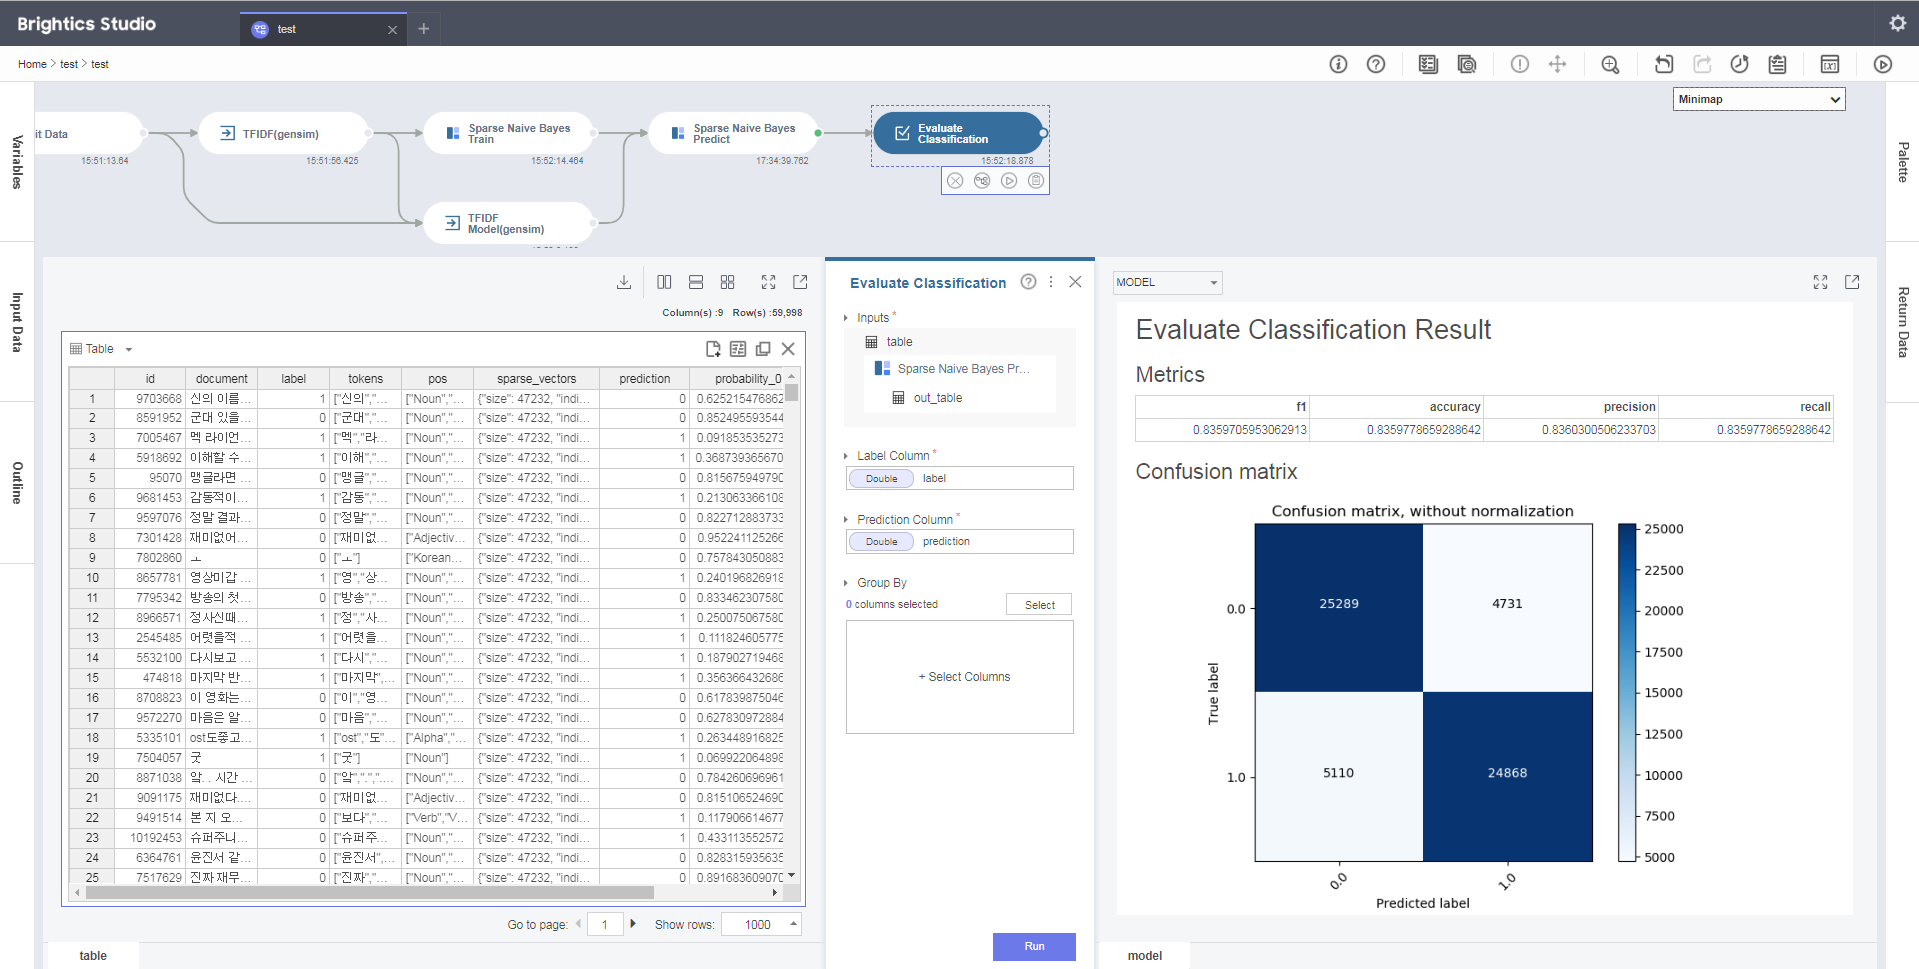 Brightics Studio
test
Home > test > test
Minimap
Variables
Input Data
Outline
Palette
Return Data
it Data
15:51:13.64
TFIDF(gensim)
15:51:56.425
Sparse Naive Bayes
Train
15:52:14.464
Sparse Naive Bayes
Predict
17:34:39.762
Evaluate
Classification
15:52:18.878
TFIDF
Model(gensim)
Column(s) :9 Row(s) :59,998
Table
id document label tokens pos sparse_vectors prediction probability_0
1 9703668 신의 이름... 1 ["신의","... ["Noun","... {"size": 47232, "indi... 0 0.625215476862
2 8591952 군대 있을... 0 ["군대","... ["Noun","... {"size": 47232, "indi... 0 0.852495593544
3 7005467 멕 라이언... 1 ["멕","라... ["Noun","... {"size": 47232, "indi... 1 0.091853535273
4 5918692 이해할 수... 1 ["이해","... ["Noun","... {"size": 47232, "indi... 1 0.368739365670
5 95070 맹글라면 ... 0 ["맹글","... ["Noun","... {"size": 47232, "indi... 0 0.815675949790
6 9681453 감동적이... 1 ["감동","... ["Noun","... {"size": 47232, "indi... 1 0.213063366108
7 9597076 정말 결과... 0 ["정말","... ["Noun","... {"size": 47232, "indi... 0 0.822712883733
8 7301428 재미없어... 0 ["재미없... ["Adjectiv... {"size": 47232, "indi... 0 0.952241125266
9 7802860 ㅗ 0 ["ㅗ"] ["Korean... {"size": 47232, "indi... 0 0.757843050883
10 8657781 영상미갑 ... 1 ["영","상... ["Noun","... {"size": 47232, "indi... 1 0.240196826918
11 7795342 방송의 첫... 0 ["방송","... ["Noun","... {"size": 47232, "indi... 0 0.833462307580
12 8966571 정사신때... 1 ["정","사... ["Noun","... {"size": 47232, "indi... 1 0.250075067580
13 2545485 어렷을적 ... 1 ["어렷을... ["Noun","... {"size": 47232, "indi... 1 0.111824605775
14 5532100 다시보고 ... 1 ["다시","... ["Noun","... {"size": 47232, "indi... 1 0.187902719468
15 474818 마지막 반... 1 ["마지막",... ["Noun","... {"size": 47232, "indi... 1 0.356366432686
16 8708823 이 영화는... 0 ["이","영... ["Noun","... {"size": 47232, "indi... 0 0.617839875046
17 9572270 마음은 알... 0 ["마음","... ["Noun","... {"size": 47232, "indi... 0 0.627830972884
18 5335101 ost도쫗고... 1 ["ost","도"... ["Alpha","... {"size": 47232, "indi... 1 0.263448916825
19 7504057 굿 1 ["굿"] ["Noun"] {"size": 47232, "indi... 1 0.069922064898
20 8871038 앜. . 시간 ... 0 ["앜",".",".... ["Noun","... {"size": 47232, "indi... 0 0.784260696961
21 9091175 재미없다... 0 ["재미없... ["Adjectiv... {"size": 47232, "indi... 0 0.815106524690
22 9491514 본 지 오... 0 ["보다","... ["Verb","V... {"size": 47232, "indi... 1 0.117906614677
23 10192453 슈퍼주니... 0 ["슈퍼주... ["Noun","... {"size": 47232, "indi... 1 0.433113552572
24 6364761 윤진서 같... 0 ["윤진서",... ["Noun","... {"size": 47232, "indi... 0 0.828315935635
25 7517629 진짜 재무... 0 ["진짜","... ["Noun","... {"size": 47232, "indi... 0 0.891683609070
Go to page: 1 Show rows: 1000
table
Evaluate Classification
Inputs *
table
Sparse Naive Bayes Pr...
out_table
Label Column *
Double label
Prediction Column *
Double prediction
Group By
0 columns selected Select
+ Select Columns
Run
MODEL
Evaluate Classification Result
Metrics
f1 accuracy precision recall
0.8359705953062913 0.8359778659288642 0.8360300506233703 0.8359778659288642
Confusion matrix
Confusion matrix, without normalization
25289 4731
5110 24868
0.0
1.0
True label
0.0 1.0
Predicted label
25000
22500
20000
17500
15000
12500
10000
7500
5000
model